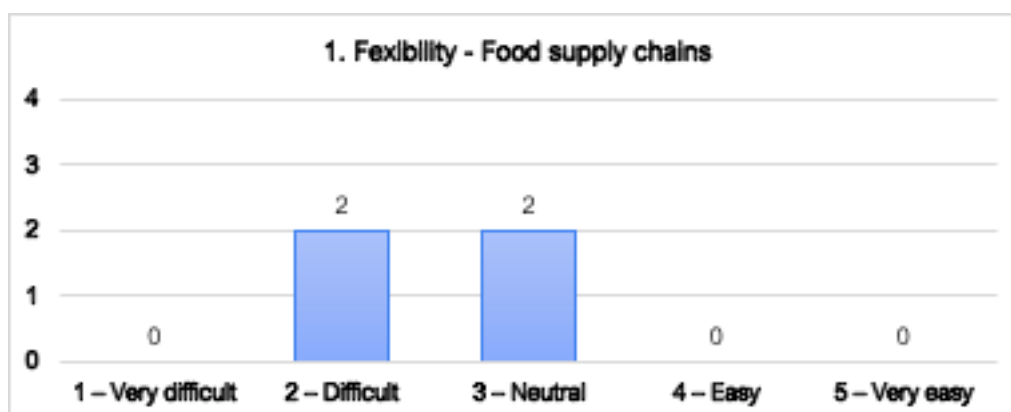 1. Fexibility - Food supply chains
4
3
2
1
0
0
2
2
0
0
1 – Very difficult
2 – Difficult
3 – Neutral
4 – Easy
5 – Very easy